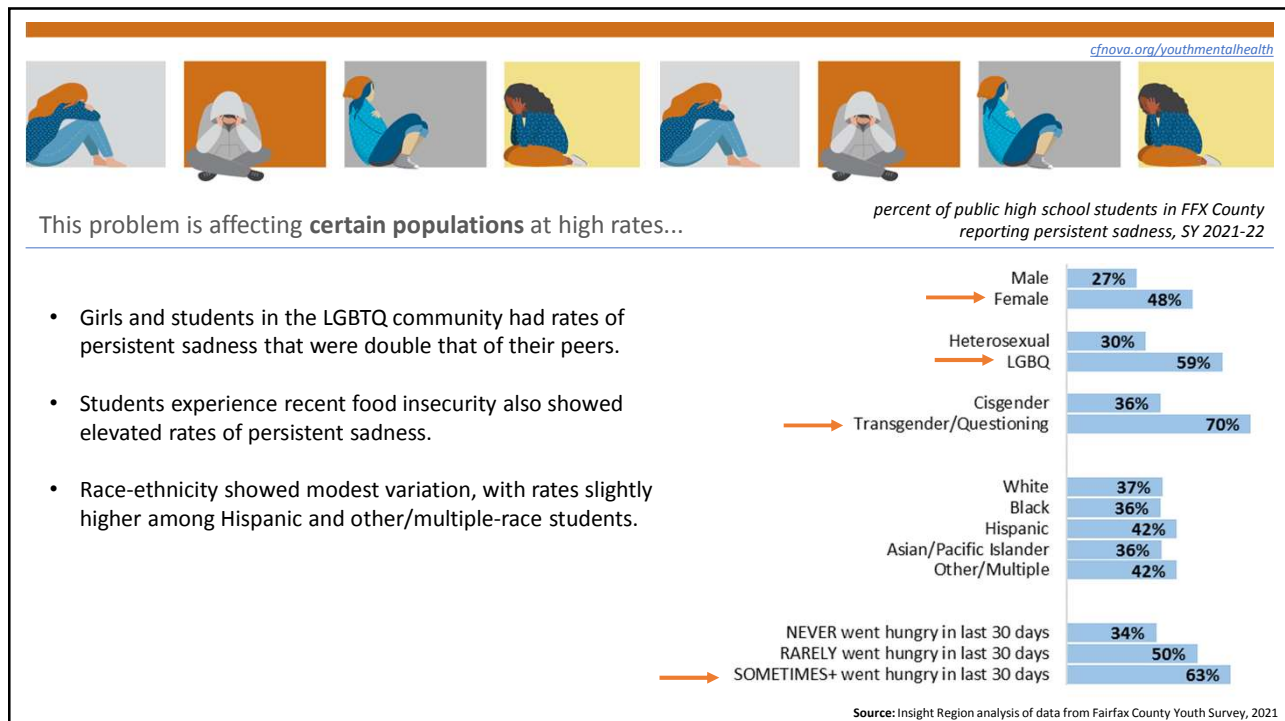 cfnova.org/youthmentalhealth
This problem is affecting certain populations at high rates...
percent of public high school students in FFX County
reporting persistent sadness, SY 2021-22
• Girls and students in the LGBTQ community had rates of
persistent sadness that were double that of their peers.
• Students experience recent food insecurity also showed
elevated rates of persistent sadness.
• Race-ethnicity showed modest variation, with rates slightly
higher among Hispanic and other/multiple-race students.
Male 27%
Female 48%
Heterosexual 30%
LGBQ 59%
Cisgender 36%
Transgender/Questioning 70%
White 37%
Black 36%
Hispanic 42%
Asian/Pacific Islander 36%
Other/Multiple 42%
NEVER went hungry in last 30 days 34%
RARELY went hungry in last 30 days 50%
SOMETIMES+ went hungry in last 30 days 63%
Source: Insight Region analysis of data from Fairfax County Youth Survey, 2021